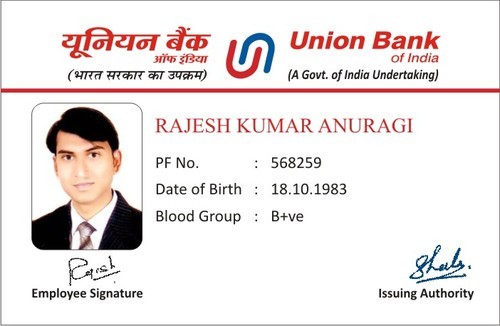 यूनियन बैंक
ऑफ इंडिया
(भारत सरकार का उपक्रम)
Union Bank
of India
(A Govt. of India Undertaking)
RAJESH KUMAR ANURAGI
PF No. : 568259
Date of Birth : 18.10.1983
Blood Group : B+ve
Rajesh
Employee Signature
Issuing Authority